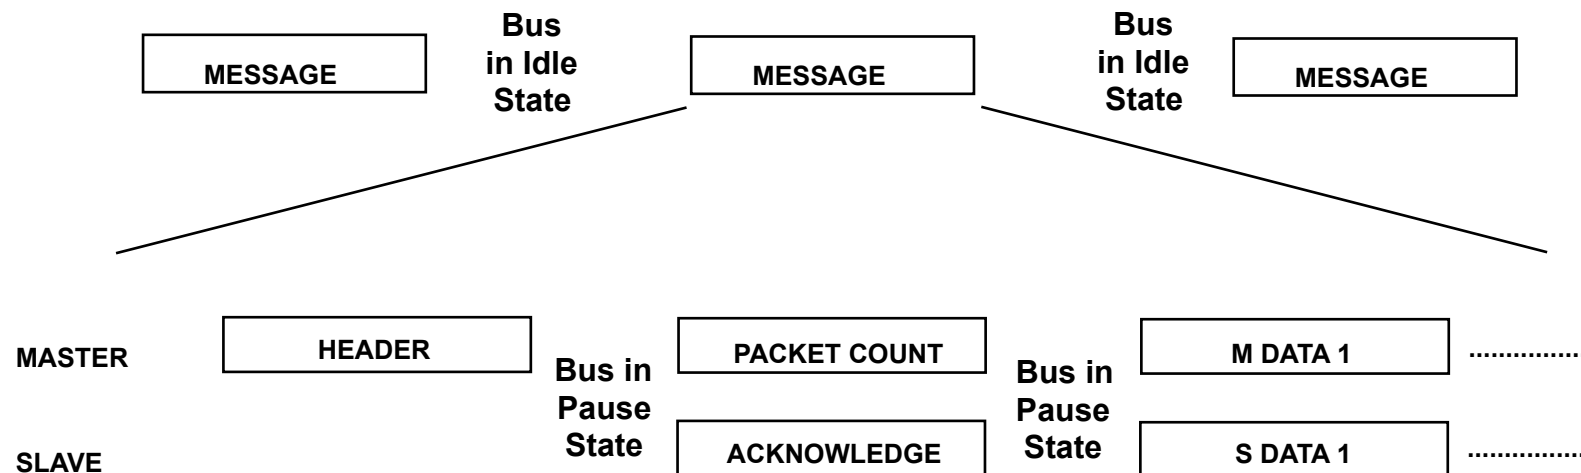 Bus
in Idle
State
Bus
in Idle
State
MESSAGE
MESSAGE
MESSAGE
MASTER
HEADER
Bus in
Pause
State
PACKET COUNT
Bus in
Pause
State
M DATA 1
................
SLAVE
ACKNOWLEDGE
S DATA 1
................